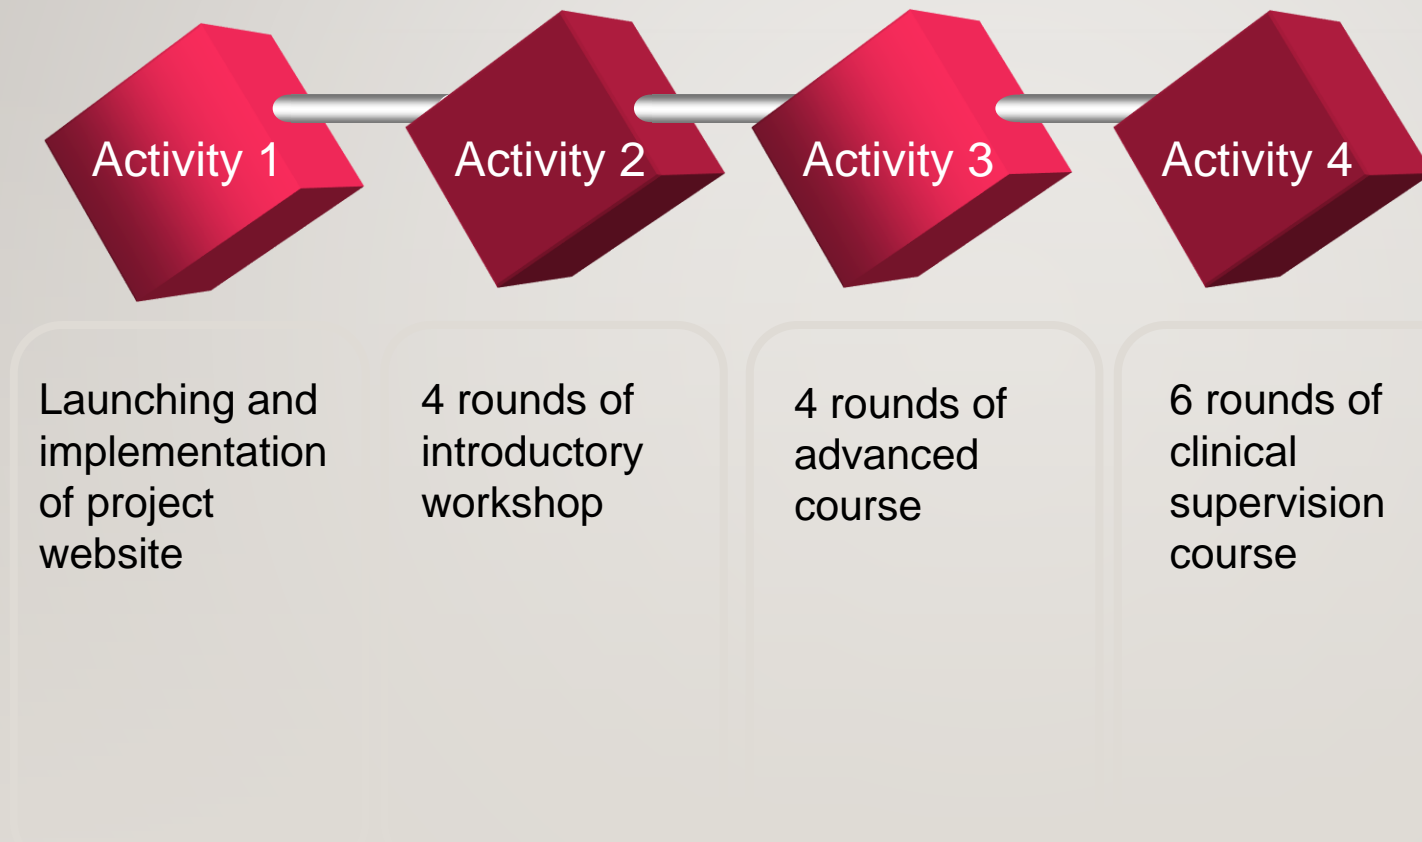 Activity 1
Activity 2
Activity 3
Activity 4
Launching and
implementation
of project
website
4 rounds of
introductory
workshop
4 rounds of
advanced
course
6 rounds of
clinical
supervision
course